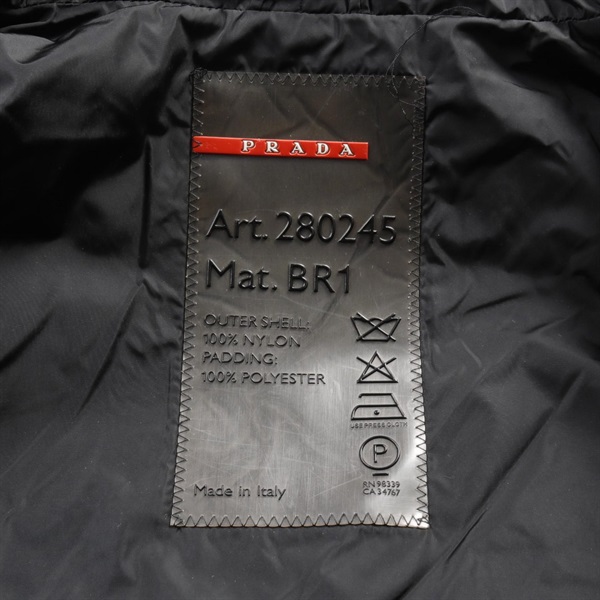 PRADA
Art. 280245
Mat. BR1
OUTER SHELL:
100% NYLON
PADDING:
100% POLYESTER
USE PRESS CLOTH
P
RN 98339
CA 34767
Made in Italy